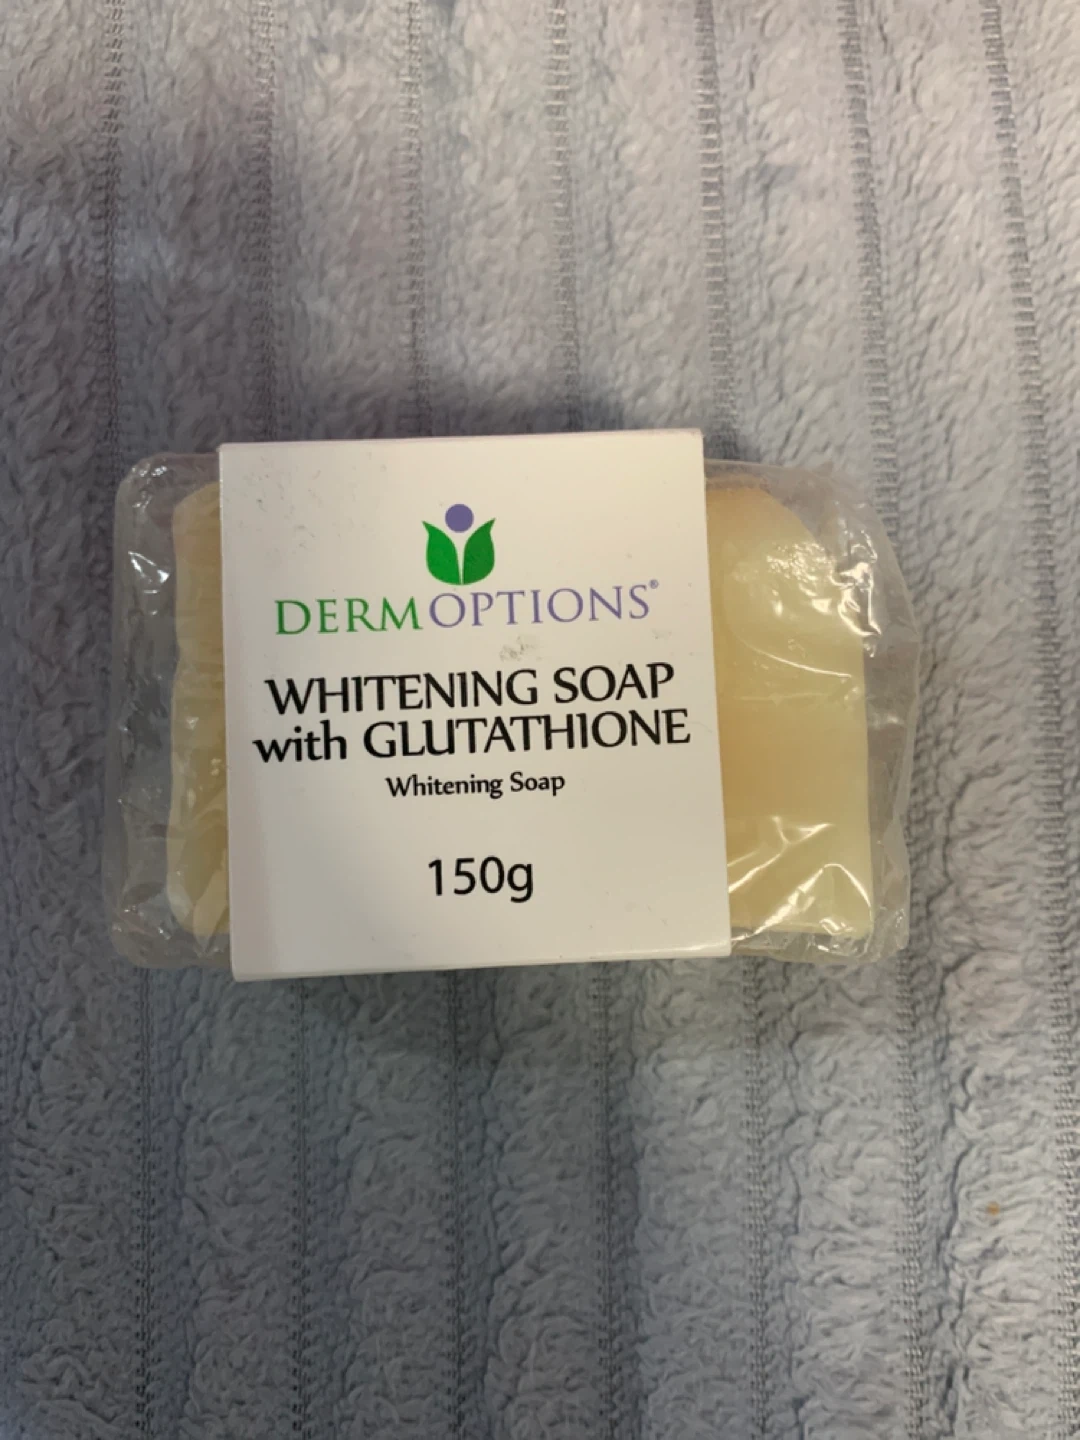 DERMOPTIONS®
WHITENING SOAP
with GLUTATHIONE
Whitening Soap
150g